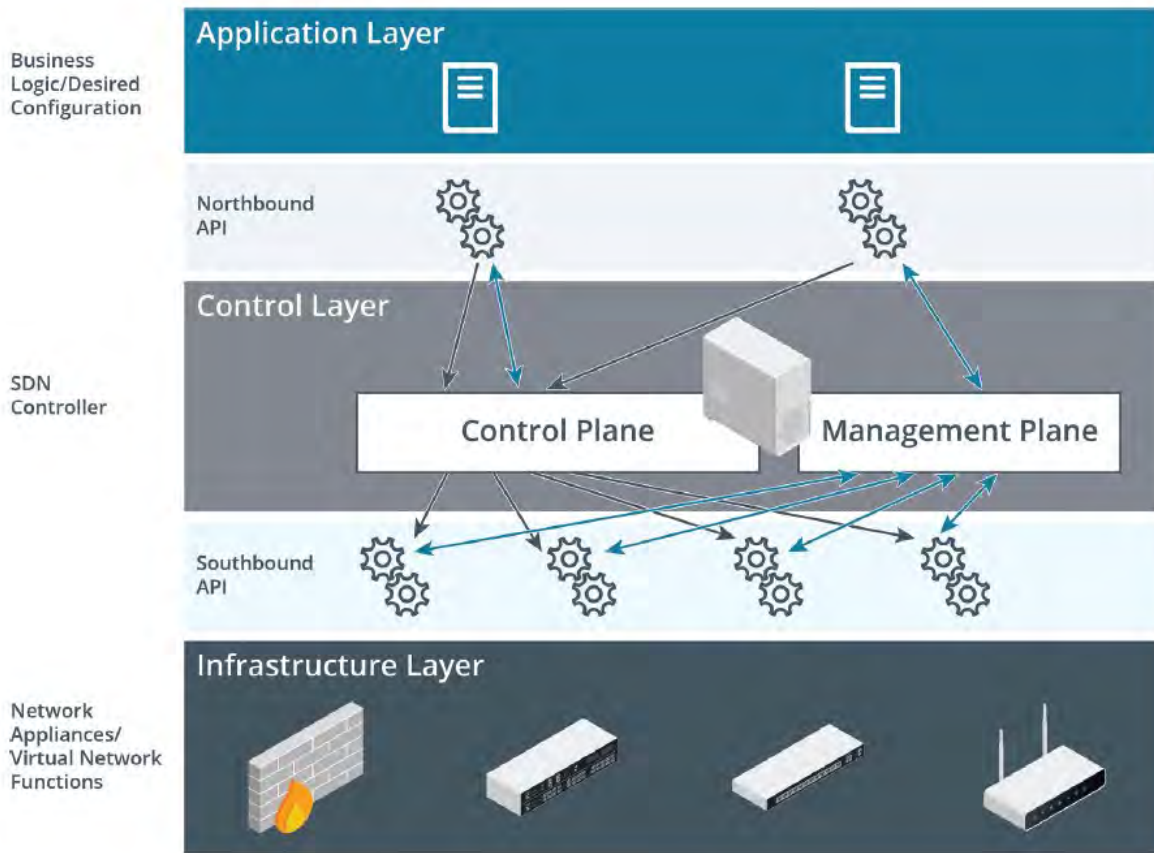 Application Layer
Business
Logic/Desired
Configuration
Northbound
API
Control Layer
SDN
Controller
Control Plane
Management Plane
Southbound
API
Infrastructure Layer
Network
Appliances/
Virtual Network
Functions